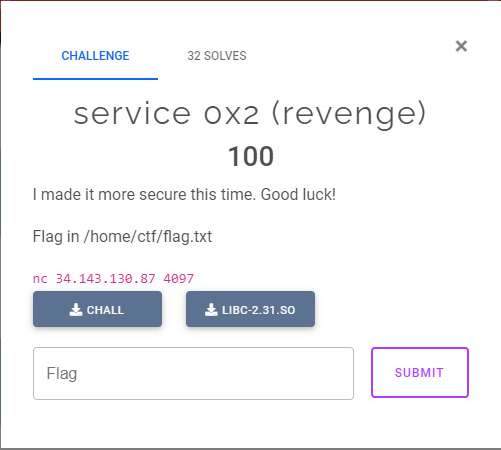 CHALLENGE 32 SOLVES ×
service 0x2 (revenge)
100
I made it more secure this time. Good luck!
Flag in /home/ctf/flag.txt
nc 34.143.130.87 4097
CHALL LIBC-2.31.SO
Flag SUBMIT